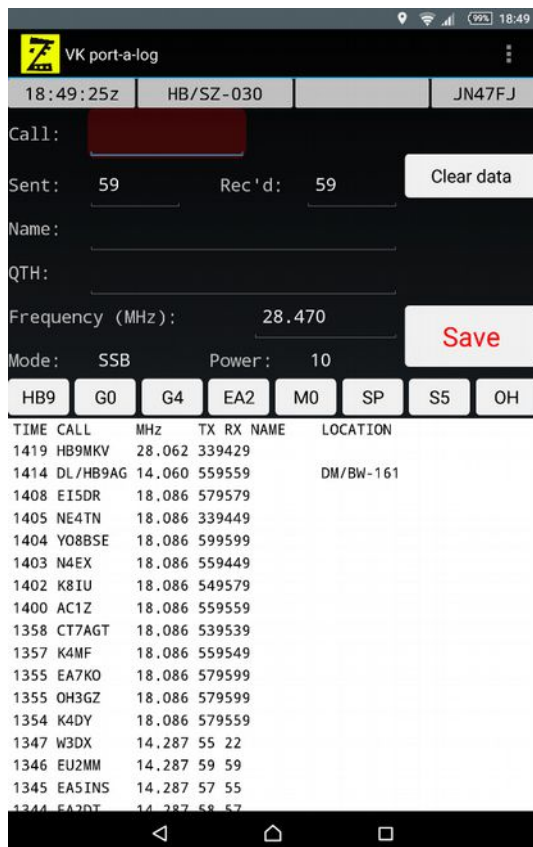 99% 18:49
VK port-a-log
18:49:25z HB/SZ-030 JN47FJ
Call:
Sent: 59 Rec'd: 59 Clear data
Name:
QTH:
Frequency (MHz): 28.470
Save
Mode: SSB Power: 10
HB9 G0 G4 EA2 M0 SP S5 OH
TIME CALL MHz TX RX NAME LOCATION
1419 HB9MKV 28.062 339429
1414 DL/HB9AG 14.060 559559 DM/BW-161
1408 EI5DR 18.086 579579
1405 NE4TN 18.086 339449
1404 YO8BSE 18.086 599599
1403 N4EX 18.086 559449
1402 K8IU 18.086 549579
1400 AC1Z 18.086 559559
1358 CT7AGT 18.086 539539
1357 K4MF 18.086 559549
1355 EA7KO 18.086 579599
1355 OH3GZ 18.086 579599
1354 K4DY 18.086 579559
1347 W3DX 14.287 55 22
1346 EU2MM 14.287 59 59
1345 EA5INS 14.287 57 55
1344 EA2DT 14.287 58 57